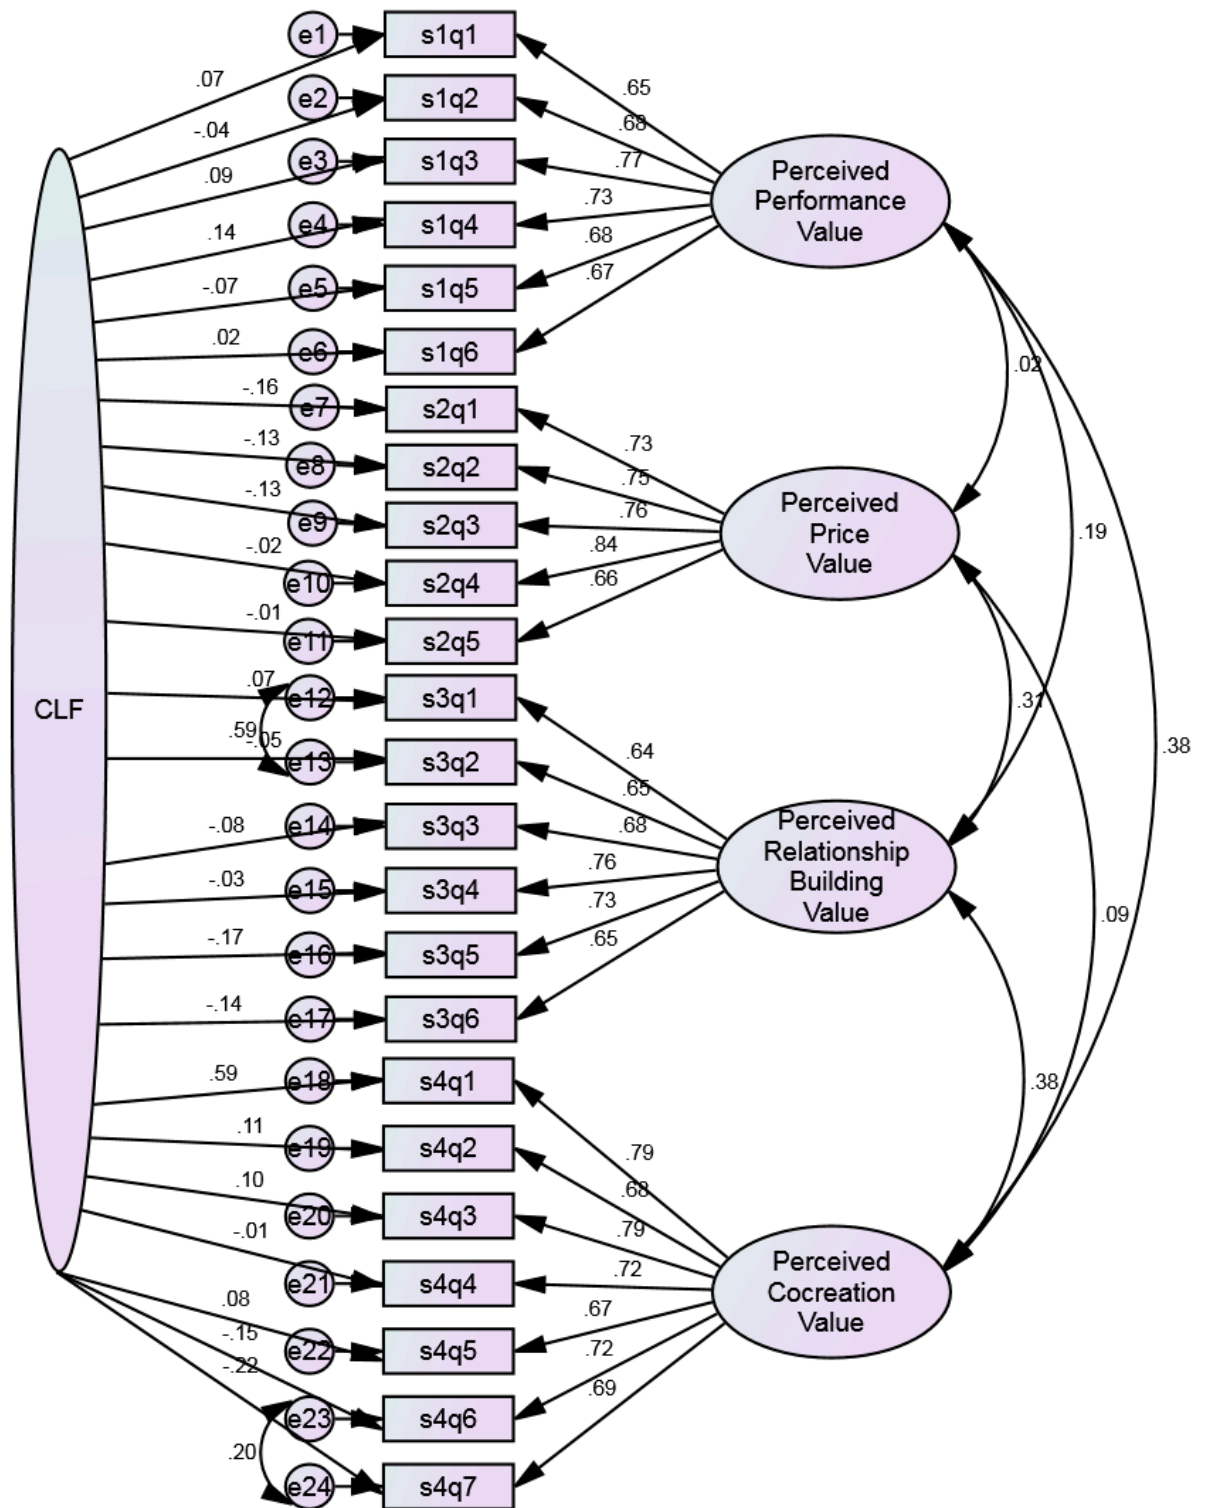 e1 s1q1
.07 .65
e2 s1q2
-.04 .68
e3 s1q3
.09 .77
Perceived
Performance
Value
e4 s1q4
.14 .73
e5 s1q5
-.07 .68
e6 s1q6
.02 .67
.02
e7 s2q1
-.16 .73
e8 s2q2
-.13 .75
e9 s2q3
-.13 .76
Perceived
Price
Value
.19
e10 s2q4
-.02 .84
e11 s2q5
-.01 .66
e12 s3q1
.07 .64
.31
CLF
.59
.38
e13 s3q2
-.05 .65
e14 s3q3
-.08 .68
Perceived
Relationship
Building
Value
e15 s3q4
-.03 .76
.09
e16 s3q5
-.17 .73
e17 s3q6
-.14 .65
e18 s4q1
.59 .79
.38
e19 s4q2
.11 .68
e20 s4q3
.10 .79
e21 s4q4
-.01 .72
Perceived
Cocreation
Value
e22 s4q5
.08 .67
e23 s4q6
-.15 .72
-.22 .69
.20
e24 s4q7